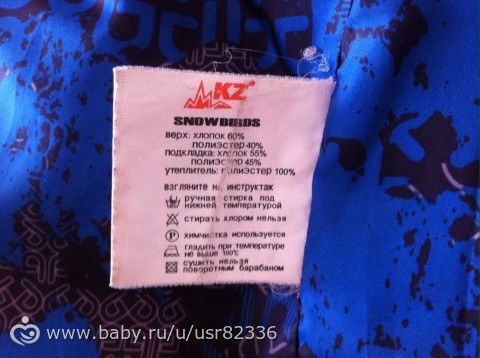 KZ®
SNOWBIRDS
верх: хлопок 60%
полиэстер 40%
подкладка: хлопок 55%
полиэстер 45%
утеплитель: полиэстер 100%
взгляните на инструктаж
ручная стирка под
нижней температурой
стирать хлором нельзя
P химчистка используется
гладить при температуре
не выше 100℃
сушить нельзя
поворотным барабаном
www.baby.ru/u/usr82336